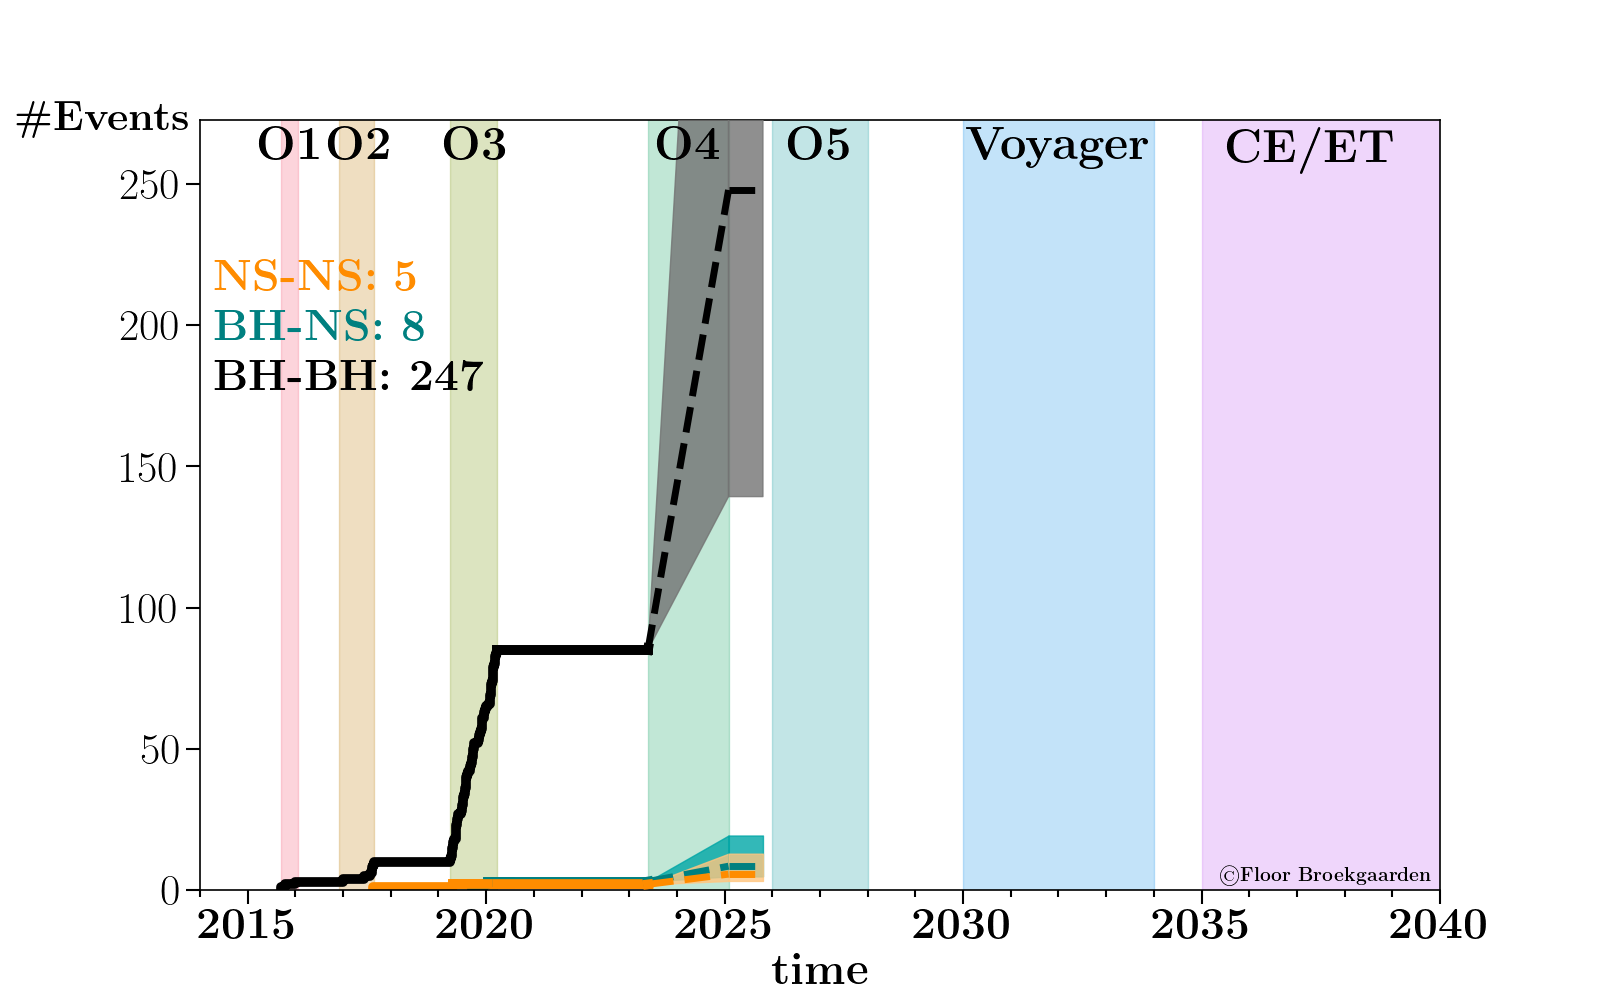 #Events
O1 O2 O3 O4 O5 Voyager CE/ET
250
NS-NS: 5
BH-NS: 8
200
BH-BH: 247
150
100
50
0
©Floor Broekgaarden
2015 2020 2025 2030 2035 2040
time